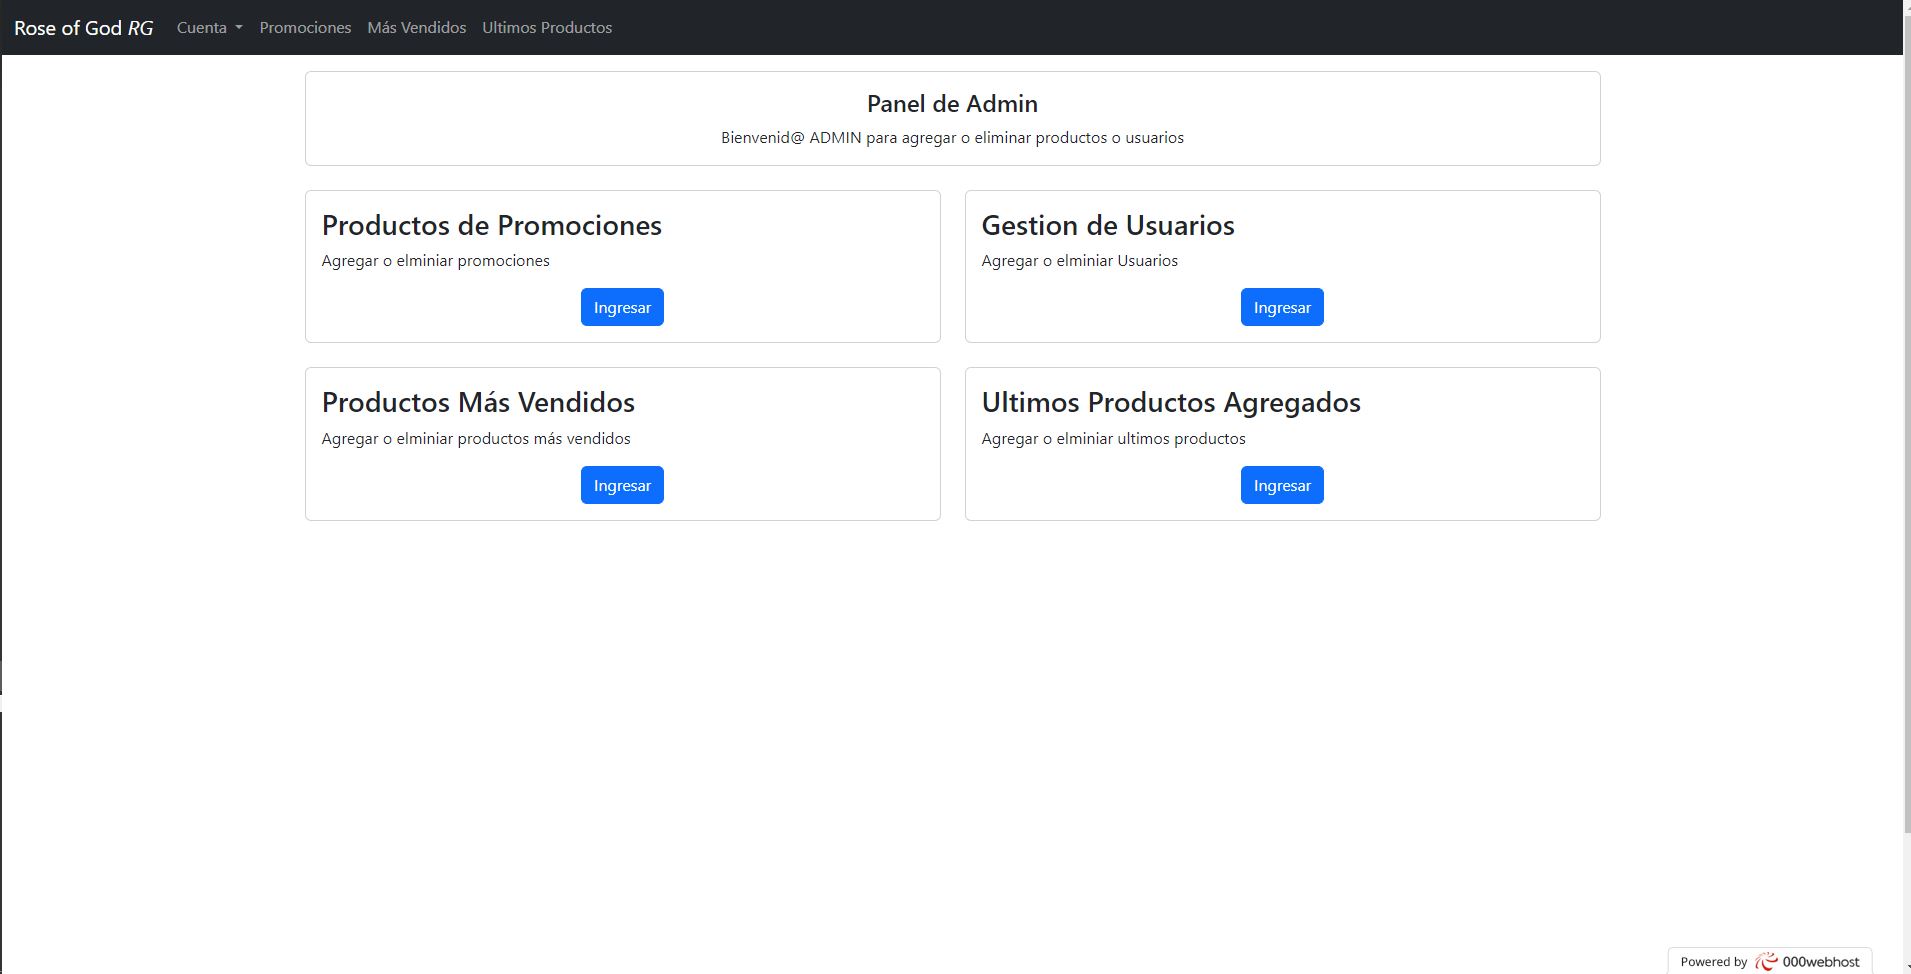 Rose of God RG Cuenta Promociones Más Vendidos Ultimos Productos
Panel de Admin
Bienvenid@ ADMIN para agregar o eliminar productos o usuarios
Productos de Promociones
Agregar o elminiar promociones
Ingresar
Gestion de Usuarios
Agregar o elminiar Usuarios
Ingresar
Productos Más Vendidos
Agregar o elminiar productos más vendidos
Ingresar
Ultimos Productos Agregados
Agregar o elminiar ultimos productos
Ingresar
Powered by 000webhost